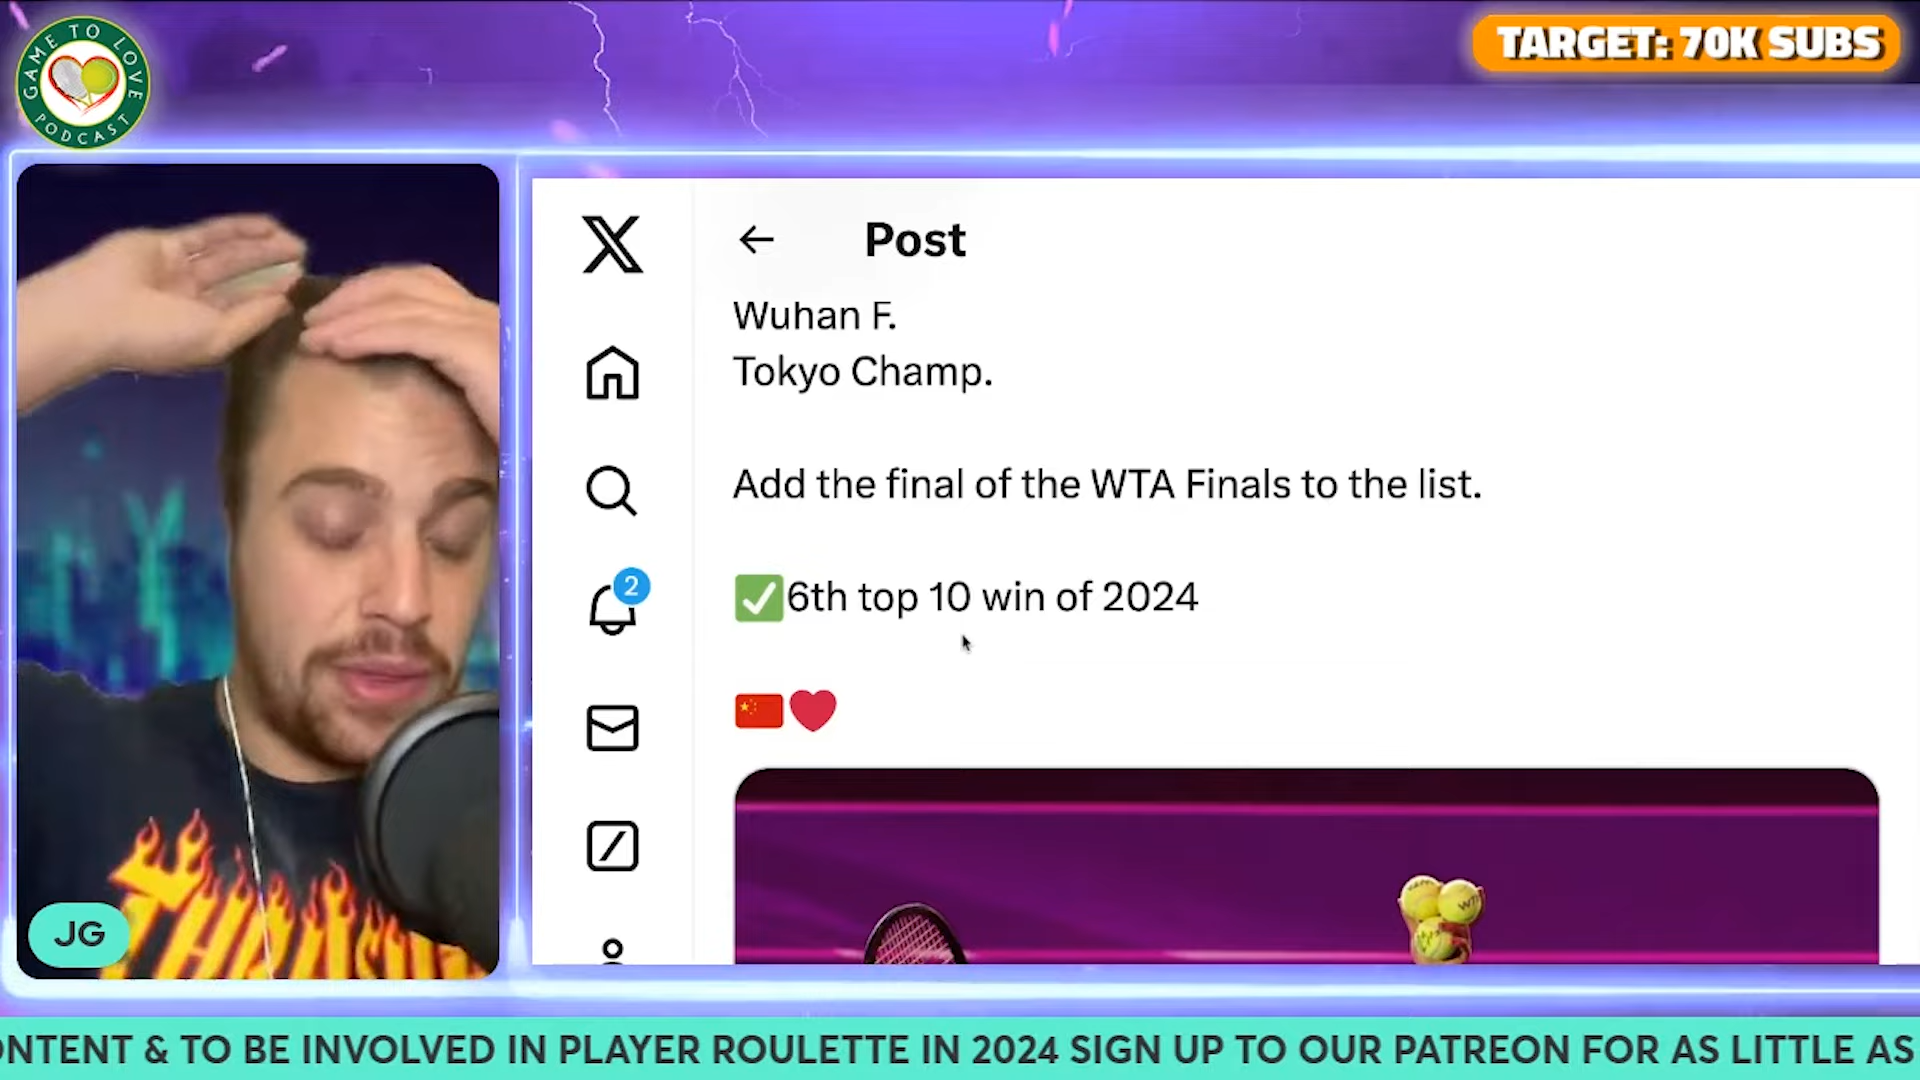 GAME TO LOVE
PODCAST
TARGET: 70K SUBS
Post
Wuhan F.
Tokyo Champ.
Add the final of the WTA Finals to the list.
2
✅6th top 10 win of 2024
🇨🇳❤️
JG
ONTENT & TO BE INVOLVED IN PLAYER ROULETTE IN 2024 SIGN UP TO OUR PATREON FOR AS LITTLE AS